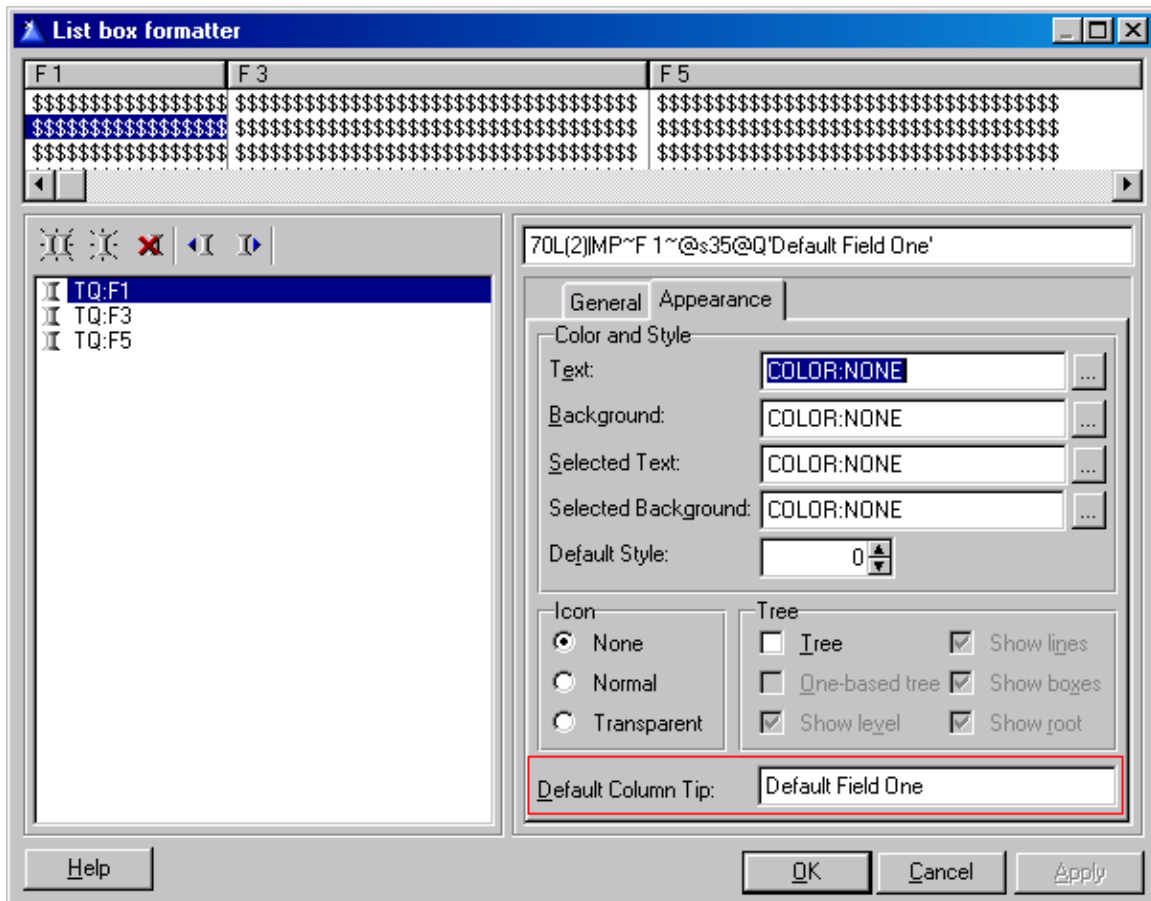 List box formatter
F 1 F 3 F 5
$$$$$$$$$$$$$$$$$ $$$$$$$$$$$$$$$$$$$$$$$$$$$$$$$$$$$ $$$$$$$$$$$$$$$$$$$$$$$$$$$$$$$$$$$
$$$$$$$$$$$$$$$$$ $$$$$$$$$$$$$$$$$$$$$$$$$$$$$$$$$$$ $$$$$$$$$$$$$$$$$$$$$$$$$$$$$$$$$$$
$$$$$$$$$$$$$$$$$ $$$$$$$$$$$$$$$$$$$$$$$$$$$$$$$$$$$ $$$$$$$$$$$$$$$$$$$$$$$$$$$$$$$$$$$
TQ:F1
TQ:F3
TQ:F5
70L(2)|MP~F 1~@s35@Q'Default Field One'
General Appearance
Color and Style
Text: COLOR:NONE ...
Background: COLOR:NONE ...
Selected Text: COLOR:NONE ...
Selected Background: COLOR:NONE ...
Default Style: 0
Icon
None
Normal
Transparent
Tree
Tree Show lines
One-based tree Show boxes
Show level Show root
Default Column Tip: Default Field One
Help OK Cancel Apply